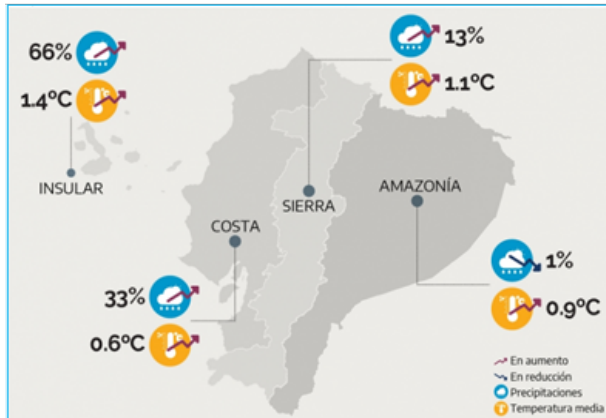 66%
1.4ºC
INSULAR
13%
1.1ºC
SIERRA
AMAZONÍA
COSTA
33%
0.6ºC
1%
0.9ºC
En aumento
En reducción
Precipitaciones
Temperatura media